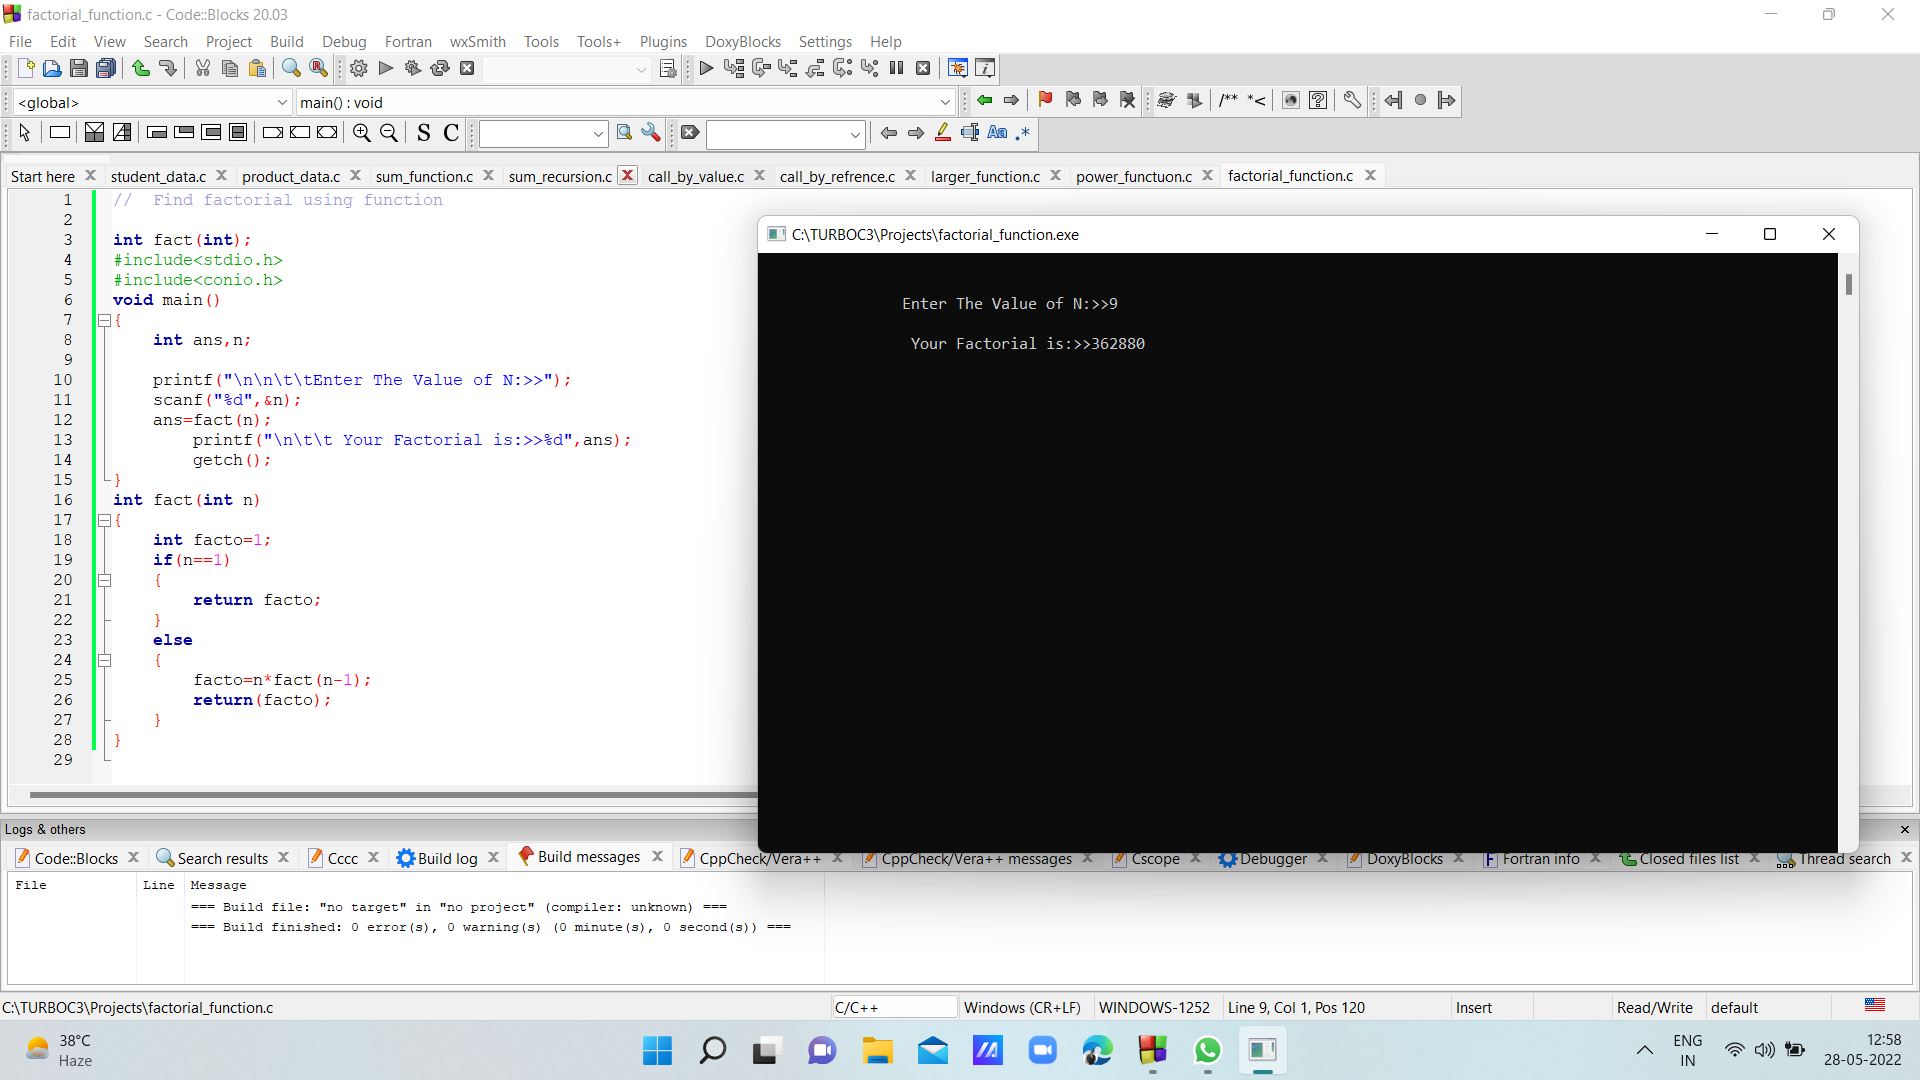 factorial_function.c - Code::Blocks 20.03
File Edit View Search Project Build Debug Fortran wxSmith Tools Tools+ Plugins DoxyBlocks Settings Help
<global> main() : void
/** *<
S C Aa .*
Start here student_data.c product_data.c sum_function.c sum_recursion.c call_by_value.c call_by_refrence.c larger_function.c power_functuon.c factorial_function.c
1 //  Find factorial using function
2
3 int fact(int);
4 #include<stdio.h>
5 #include<conio.h>
6 void main()
7 {
8     int ans,n;
9
10     printf("\n\n\t\tEnter The Value of N:>>");
11     scanf("%d",&n);
12     ans=fact(n);
13         printf("\n\t\t Your Factorial is:>>%d",ans);
14         getch();
15 }
16 int fact(int n)
17 {
18     int facto=1;
19     if(n==1)
20     {
21         return facto;
22     }
23     else
24     {
25         facto=n*fact(n-1);
26         return(facto);
27     }
28 }
29
C:\TURBOC3\Projects\factorial_function.exe
Enter The Value of N:>>9
Your Factorial is:>>362880
Logs & others
Code::Blocks Search results Cccc Build log Build messages CppCheck/Vera++ CppCheck/Vera++ messages Cscope Debugger DoxyBlocks Fortran info Closed files list Thread search
File Line Message
=== Build file: "no target" in "no project" (compiler: unknown) ===
=== Build finished: 0 error(s), 0 warning(s) (0 minute(s), 0 second(s)) ===
C:\TURBOC3\Projects\factorial_function.c C/C++ Windows (CR+LF) WINDOWS-1252 Line 9, Col 1, Pos 120 Insert Read/Write default
38°C
Haze
ENG
IN
12:58
28-05-2022